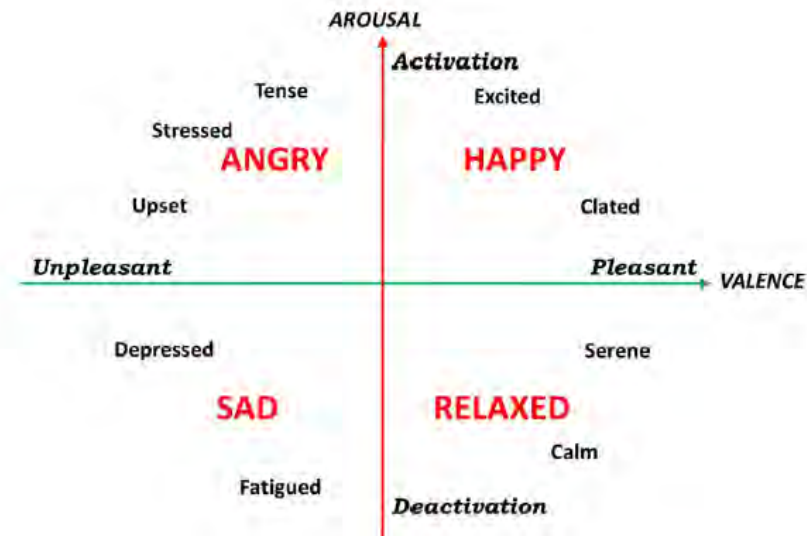 AROUSAL
Activation
Tense
Excited
Stressed
ANGRY
HAPPY
Upset
Clated
Unpleasant
Pleasant
VALENCE
Depressed
Serene
SAD
RELAXED
Calm
Fatigued
Deactivation